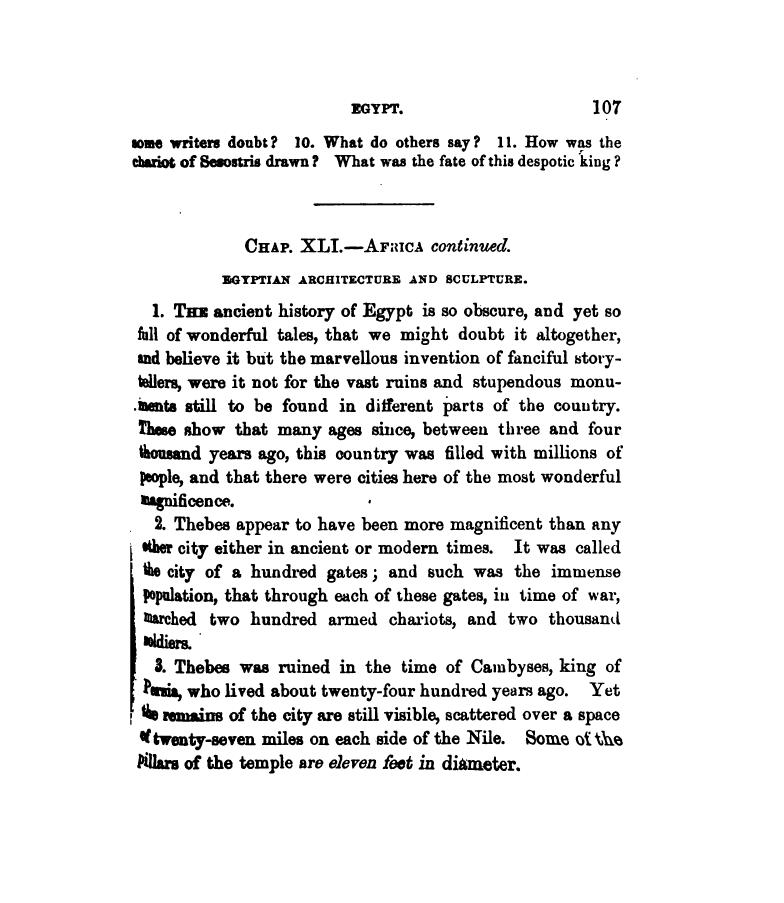 EGYPT. 107
some writers doubt? 10. What do others say? 11. How was the
chariot of Sesostris drawn? What was the fate of this despotic king?
CHAP. XLI.—AFRICA continued.
EGYPTIAN ARCHITECTURE AND SCULPTURE.
1. THE ancient history of Egypt is so obscure, and yet so
full of wonderful tales, that we might doubt it altogether,
and believe it but the marvellous invention of fanciful story-
tellers, were it not for the vast ruins and stupendous monu-
ments still to be found in different parts of the country.
These show that many ages since, between three and four
thousand years ago, this country was filled with millions of
people, and that there were cities here of the most wonderful
magnificence.
2. Thebes appear to have been more magnificent than any
other city either in ancient or modern times. It was called
the city of a hundred gates; and such was the immense
population, that through each of these gates, in time of war,
marched two hundred armed chariots, and two thousand
soldiers.
3. Thebes was ruined in the time of Cambyses, king of
Persia, who lived about twenty-four hundred years ago. Yet
the remains of the city are still visible, scattered over a space
of twenty-seven miles on each side of the Nile. Some of the
pillars of the temple are eleven feet in diameter.